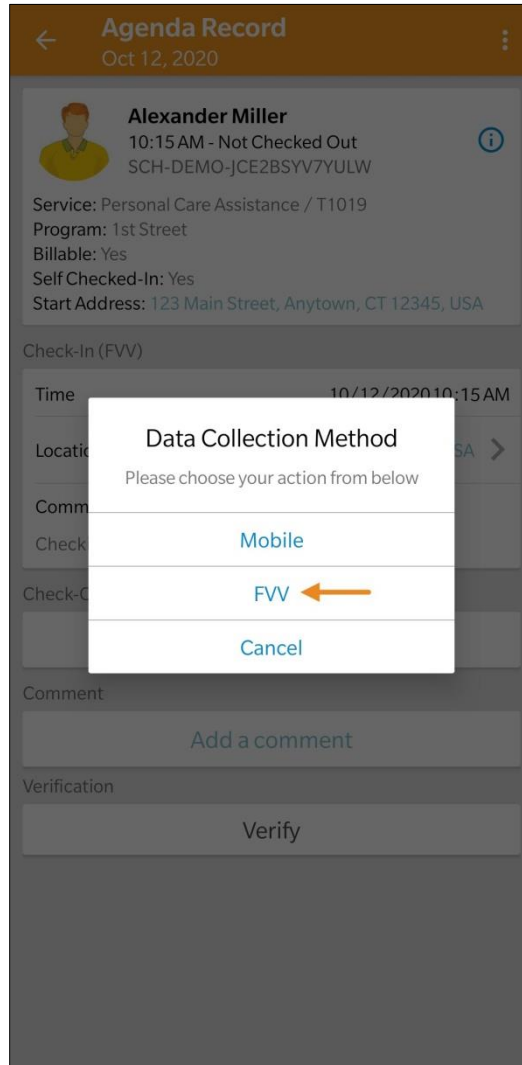 Agenda Record
Oct 12, 2020
Alexander Miller
10:15 AM - Not Checked Out
SCH-DEMO-JCE2BSYV7YULW
Service: Personal Care Assistance / T1019
Program: 1st Street
Billable: Yes
Self Checked-In: Yes
Start Address: 123 Main Street, Anytown, CT 12345, USA
Check-In (FVV)
Time 10/12/2020 10:15 AM
Data Collection Method
Please choose your action from below
Mobile
FVV
Cancel
Comment
Add a comment
Verification
Verify